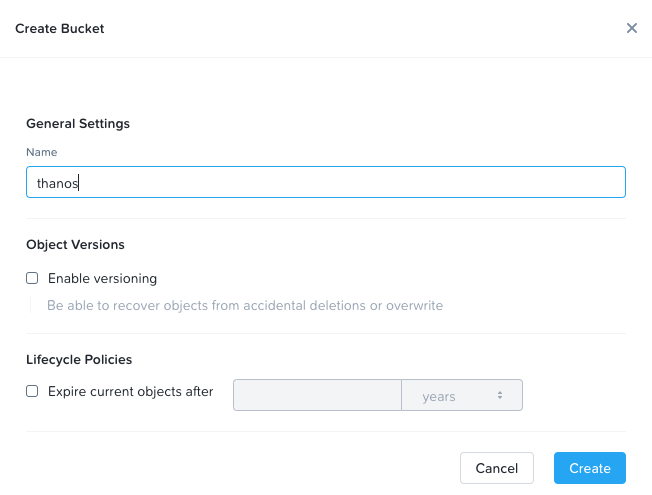 Create Bucket
General Settings
Name
thanos
Object Versions
Enable versioning
Be able to recover objects from accidental deletions or overwrite
Lifecycle Policies
Expire current objects after years
Cancel Create